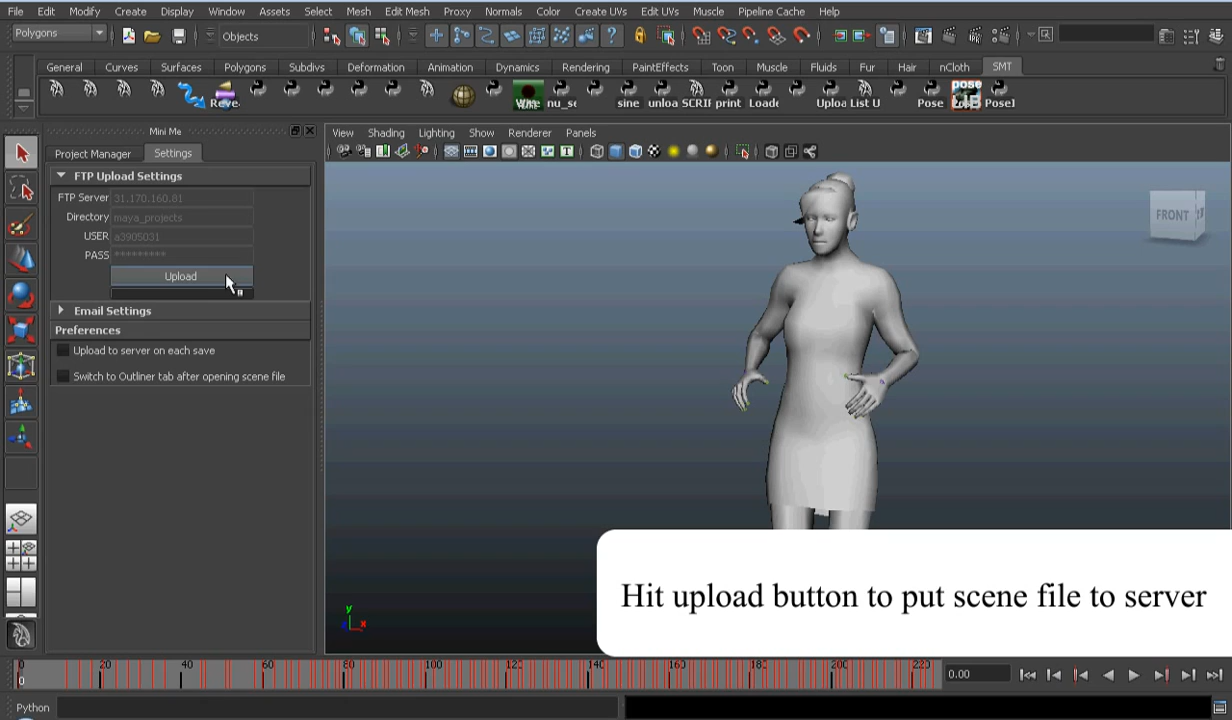 File Edit Modify Create Display Window Assets Select Mesh Edit Mesh Proxy Normals Color Create UVs Edit UVs Muscle Pipeline Cache Help
Polygons Objects
General Curves Surfaces Polygons Subdivs Deformation Animation Dynamics Rendering PaintEffects Toon Muscle Fluids Fur Hair nCloth SMT
Reve nu_se sine unloa SCRIF print Loade Uploa List U Pose Pose1
pose
LIB
Mini Me
Project Manager Settings
FTP Upload Settings
FTP Server 31.170.160.81
Directory maya_projects
USER a3905031
PASS *********
Upload
Email Settings
Preferences
Upload to server on each save
Switch to Outliner tab after opening scene file
View Shading Lighting Show Renderer Panels
FRONT
y
x
Hit upload button to put scene file to server
0 20 40 60 80 100 120 140 160 180 200 220
0
0.00
Python